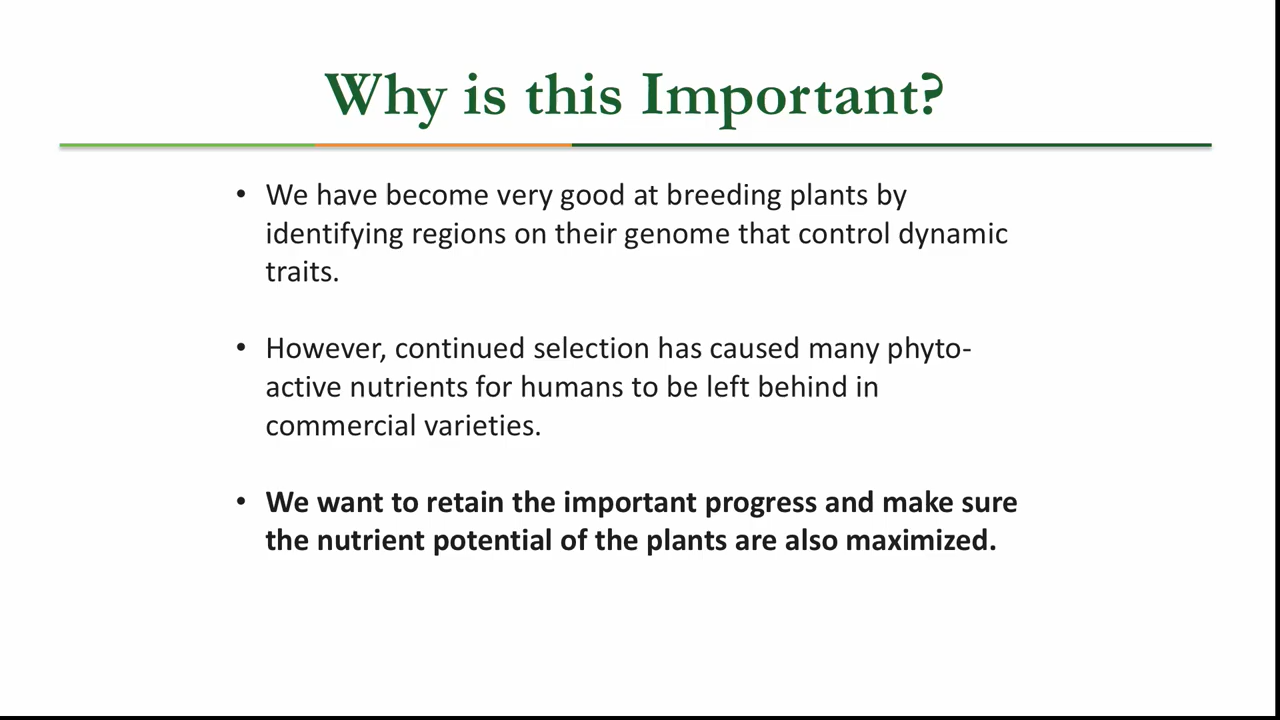 Why is this Important?
• We have become very good at breeding plants by
identifying regions on their genome that control dynamic
traits.
• However, continued selection has caused many phyto-
active nutrients for humans to be left behind in
commercial varieties.
• We want to retain the important progress and make sure
the nutrient potential of the plants are also maximized.